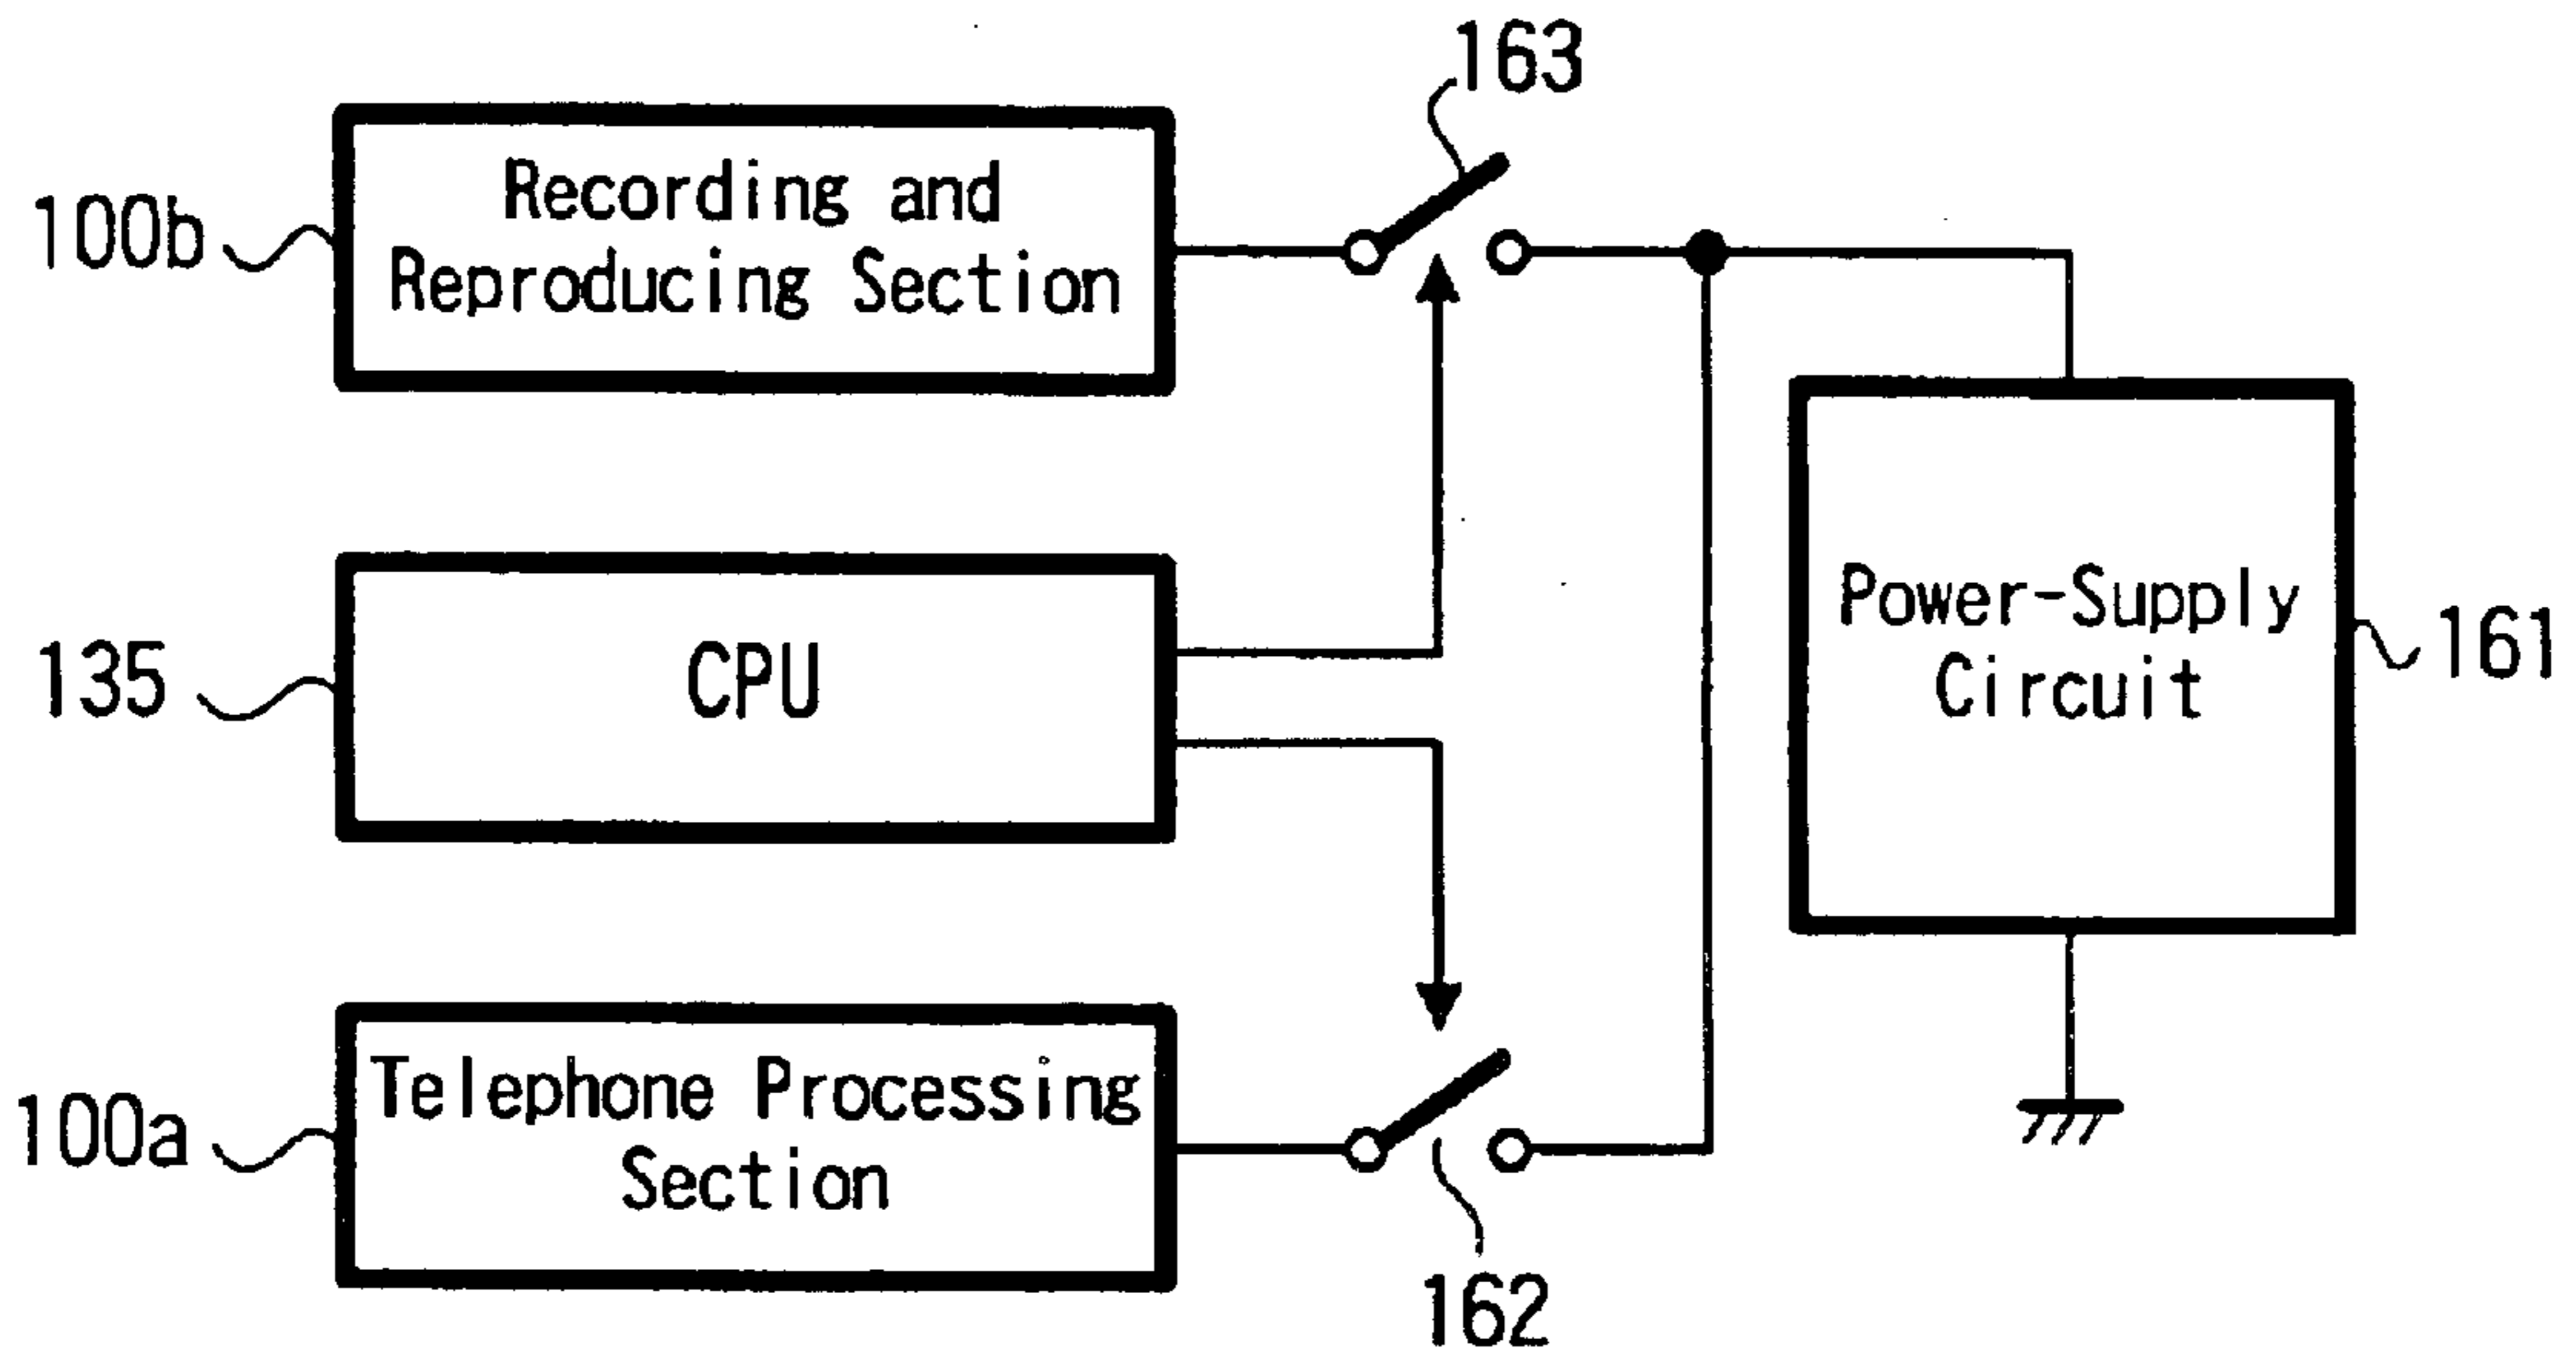 163
100b
Recording and
Reproducing Section
135
CPU
Power-Supply
Circuit
161
100a
Telephone Processing
Section
162